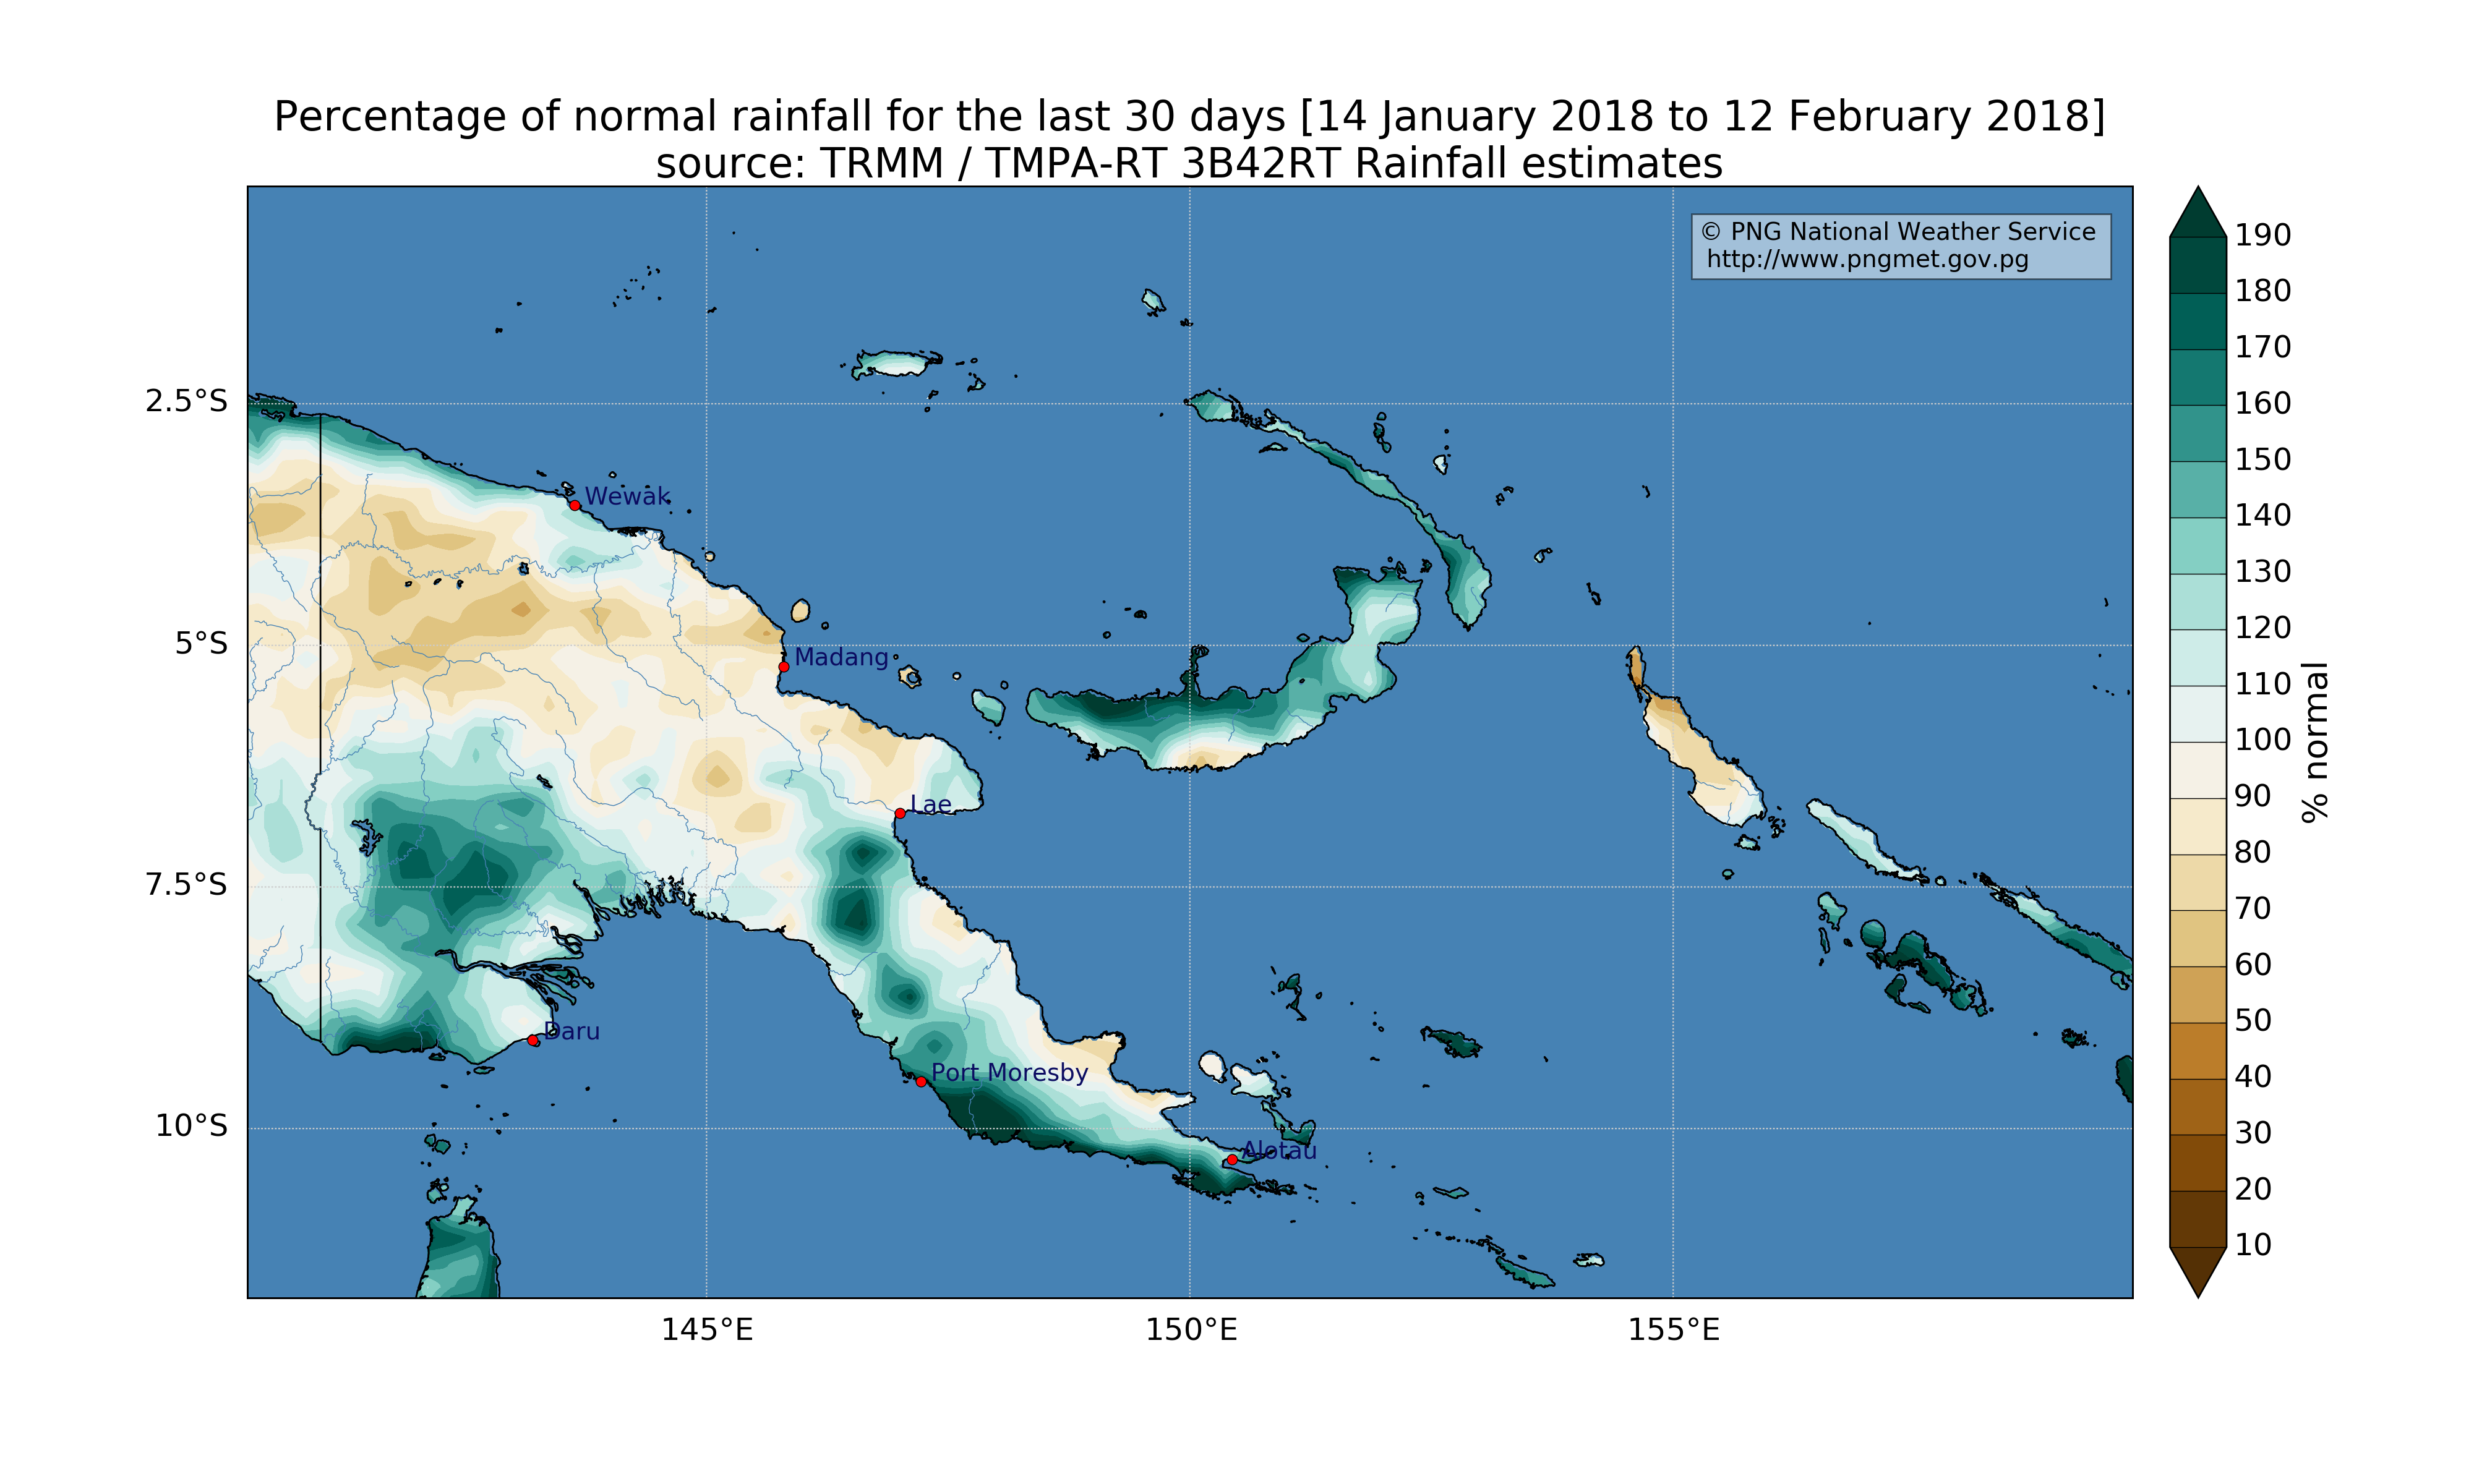 Percentage of normal rainfall for the last 30 days [14 January 2018 to 12 February 2018]
source: TRMM / TMPA-RT 3B42RT Rainfall estimates
© PNG National Weather Service
http://www.pngmet.gov.pg
2.5°S
5°S
7.5°S
10°S
Wewak
Madang
Lae
Daru
Port Moresby
Alotau
145°E
150°E
155°E
190
180
170
160
150
140
130
120
110
100
90
80
70
60
50
40
30
20
10
% normal